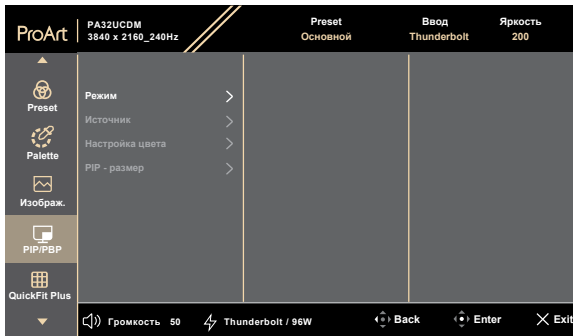 ProArt
PA32UCDM
3840 x 2160_240Hz
Preset
Основной
Ввод
Thunderbolt
Яркость
200
Preset
Palette
Изображ.
PIP/PBP
QuickFit Plus
Режим
Источник
Настройка цвета
PIP - размер
Громкость 50
Thunderbolt / 96W
Back
Enter
Exit